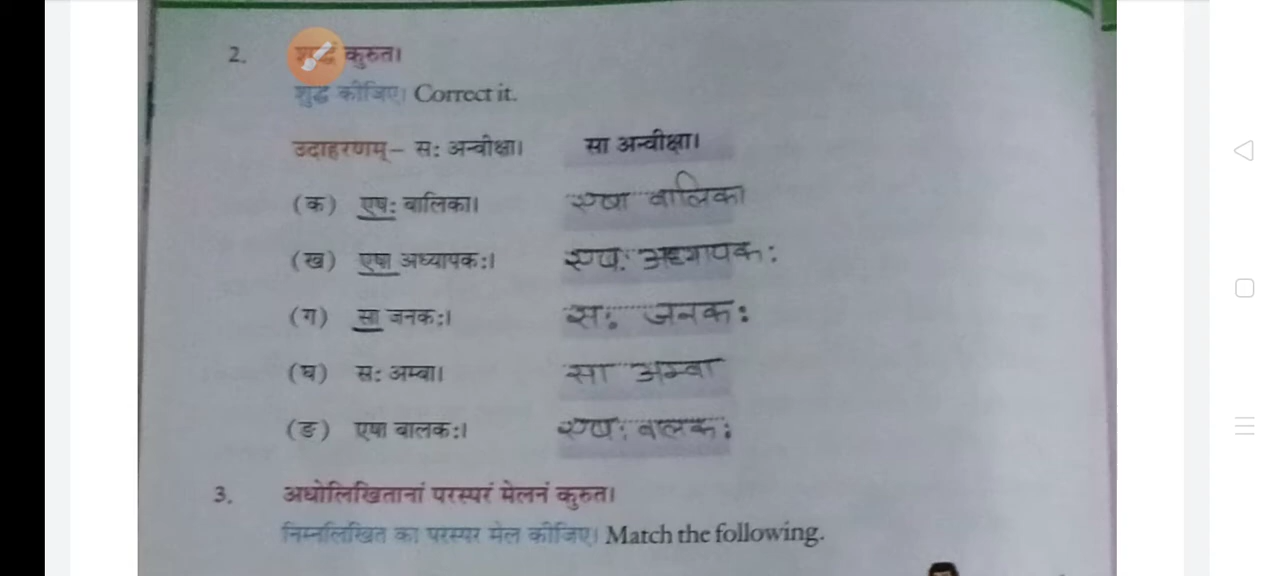 2. शुद्धं कुरुत।
शुद्ध कीजिए। Correct it.
उदाहरणम् – सः अन्वीक्षा। सा अन्वीक्षा।
(क) एषः बालिका। एषा बालिका
(ख) एषा अध्यापकः। एषः अध्यापकः
(ग) सा जनकः। सः जनकः
(घ) सः अम्बा। सा अम्बा
(ङ) एषा बालकः। एषः बालकः
3. अधोलिखितानां परस्परं मेलनं कुरुत।
निम्नलिखित का परस्पर मेल कीजिए। Match the following.